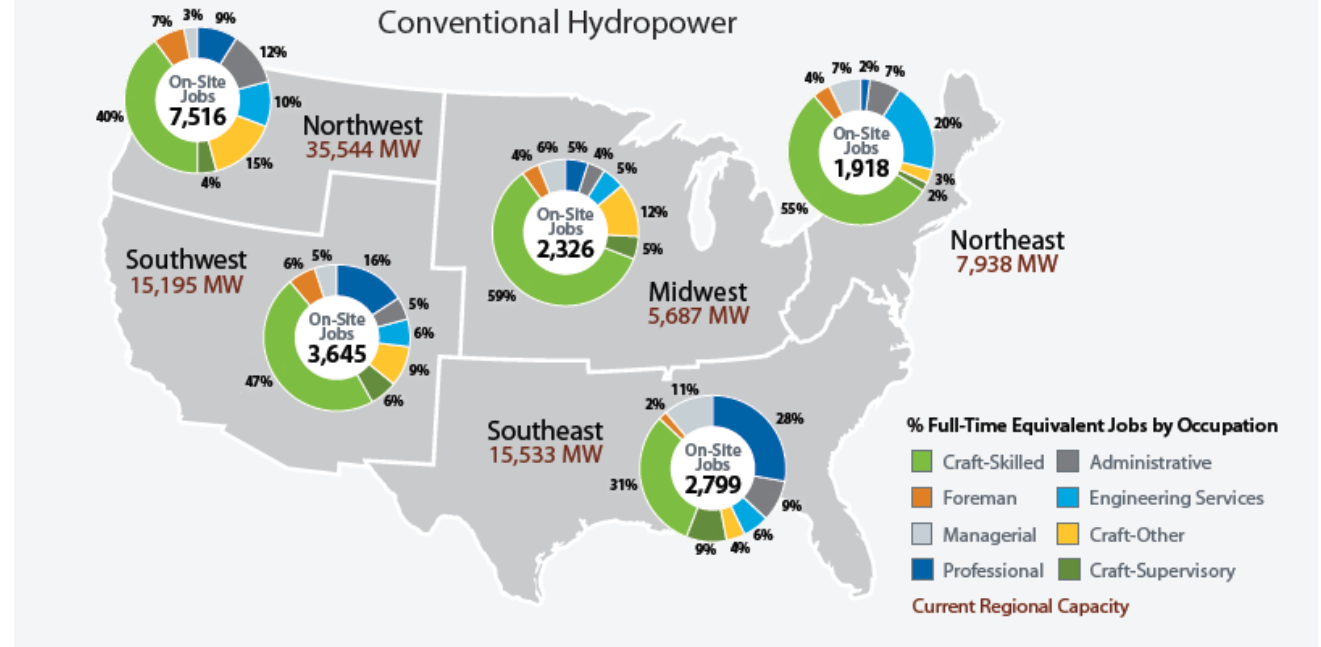 Conventional Hydropower
7% 3% 9%
12%
10%
15%
4%
40%
On-Site
Jobs
7,516
Northwest
35,544 MW
4% 7% 2% 7%
20%
3%
2%
55%
On-Site
Jobs
1,918
Northeast
7,938 MW
4% 6% 5% 4%
5%
12%
5%
59%
On-Site
Jobs
2,326
Midwest
5,687 MW
Southwest
15,195 MW
6% 5% 16%
5%
6%
9%
6%
47%
On-Site
Jobs
3,645
Southeast
15,533 MW
2% 11% 28%
9%
6%
4%
9%
31%
On-Site
Jobs
2,799
% Full-Time Equivalent Jobs by Occupation
Craft-Skilled Administrative
Foreman Engineering Services
Managerial Craft-Other
Professional Craft-Supervisory
Current Regional Capacity